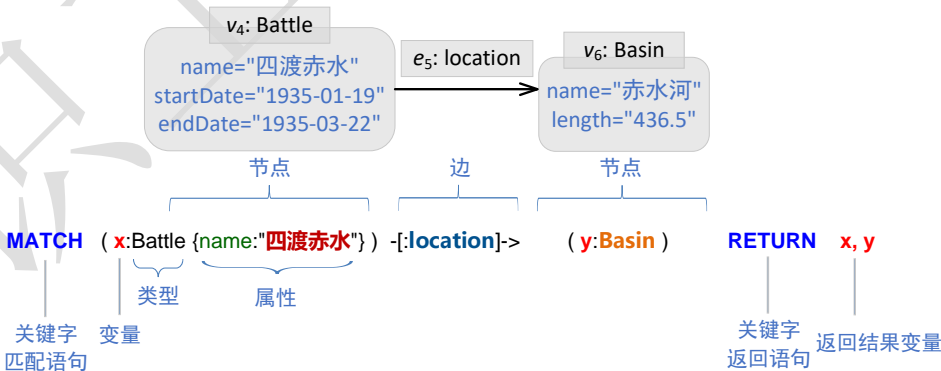 v4: Battle
name="四渡赤水"
startDate="1935-01-19"
endDate="1935-03-22"
e5: location
v6: Basin
name="赤水河"
length="436.5"
节点 边 节点
MATCH ( x:Battle {name:"四渡赤水"} ) -[:location]-> ( y:Basin ) RETURN x, y
类型 属性
关键字
匹配语句
变量
关键字
返回语句
返回结果变量